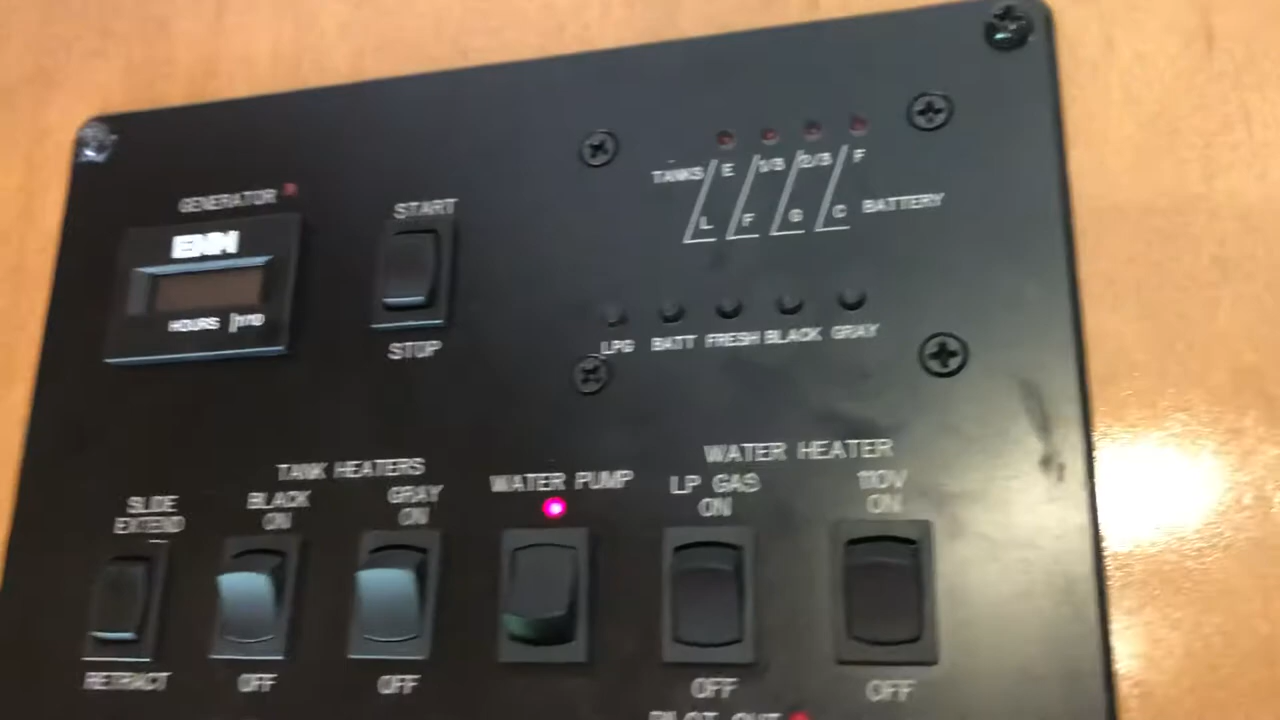 GENERATOR
START
STOP
HOURS
TANKS E 1/3 2/3 F
L F G C BATTERY
LPG BATT FRESH BLACK GRAY
SLIDE
EXTEND
RETRACT
TANK HEATERS
BLACK
ON
OFF
GRAY
ON
OFF
WATER PUMP
WATER HEATER
LP GAS
ON
OFF
110V
ON
OFF
PILOT OUT